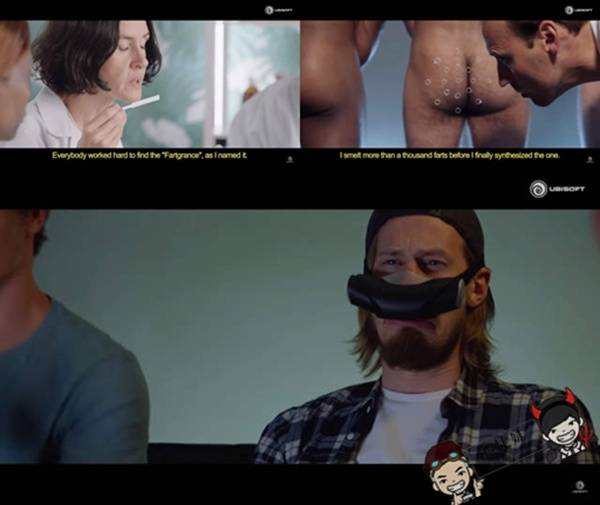 UBISOFT
UBISOFT
Everybody worked hard to find the "Fartgrance", as I named it.
I smelt more than a thousand farts before I finally synthesized the one.
UBISOFT